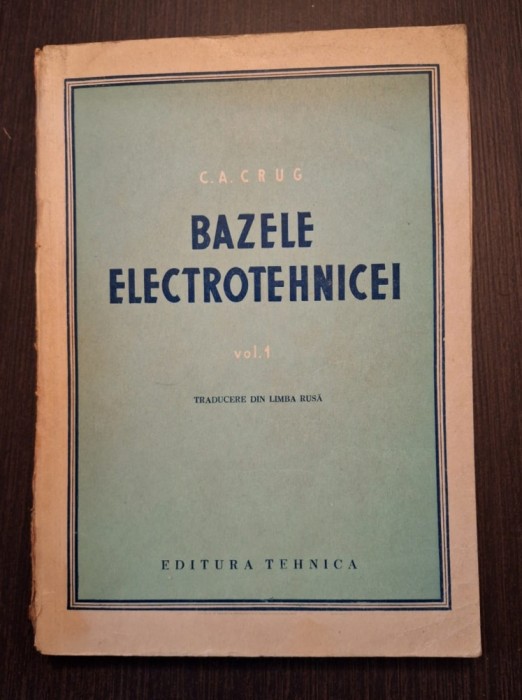 C.A. CRUG
BAZELE
ELECTROTEHNICEI
vol.1
TRADUCERE DIN LIMBA RUSĂ
EDITURA TEHNICA